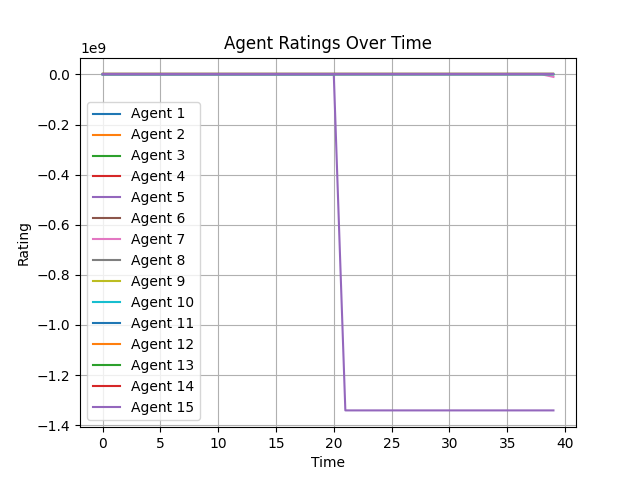 Agent Ratings Over Time
1e9
0.0
−0.2
−0.4
−0.6
−0.8
−1.0
−1.2
−1.4
Rating
Agent 1
Agent 2
Agent 3
Agent 4
Agent 5
Agent 6
Agent 7
Agent 8
Agent 9
Agent 10
Agent 11
Agent 12
Agent 13
Agent 14
Agent 15
0 5 10 15 20 25 30 35 40
Time